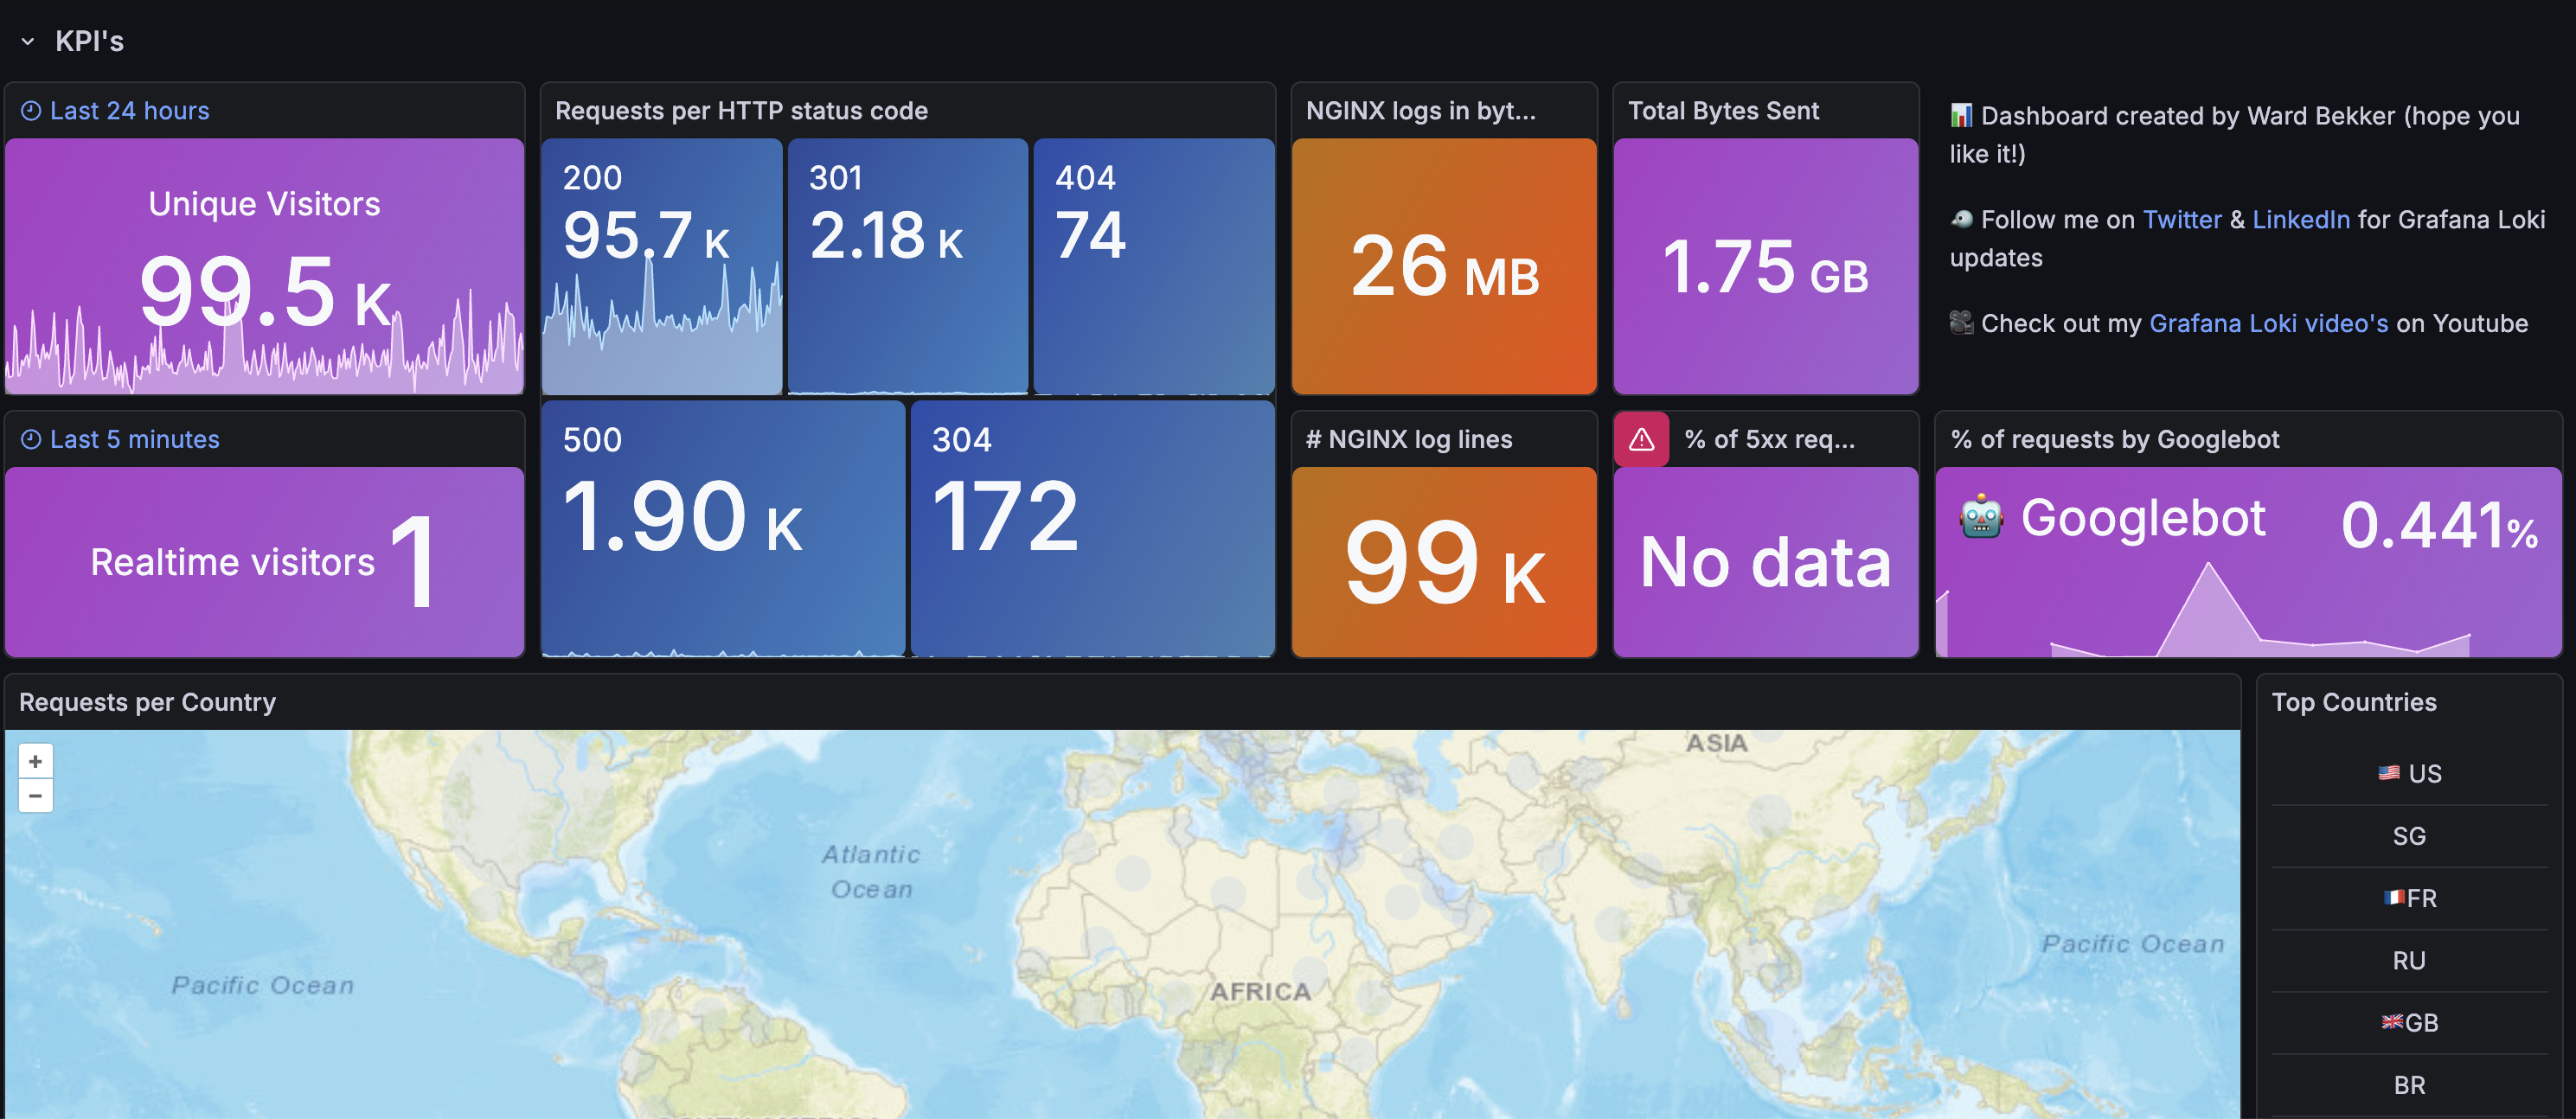 KPI's
Last 24 hours
Unique Visitors
99.5 K
Requests per HTTP status code
200
95.7 K
301
2.18 K
404
74
500
1.90 K
304
172
NGINX logs in byt...
26 MB
Total Bytes Sent
1.75 GB
📊 Dashboard created by Ward Bekker (hope you
like it!)
Follow me on Twitter & LinkedIn for Grafana Loki
updates
🎥 Check out my Grafana Loki video's on Youtube
Last 5 minutes
Realtime visitors 1
# NGINX log lines
99 K
% of 5xx req...
No data
% of requests by Googlebot
🤖 Googlebot 0.441%
Requests per Country
+
−
ASIA
Atlantic
Ocean
Pacific Ocean
Pacific Ocean
AFRICA
Top Countries
🇺🇸 US
SG
🇫🇷FR
RU
🇬🇧GB
BR